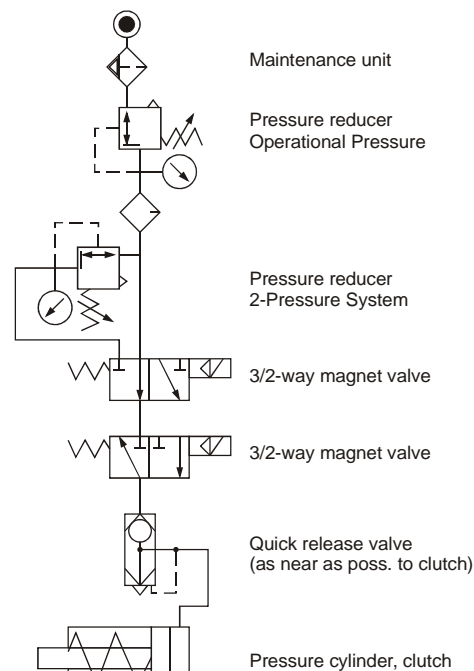 Maintenance unit
Pressure reducer
Operational Pressure
Pressure reducer
2-Pressure System
3/2-way magnet valve
3/2-way magnet valve
Quick release valve
(as near as poss. to clutch)
Pressure cylinder, clutch